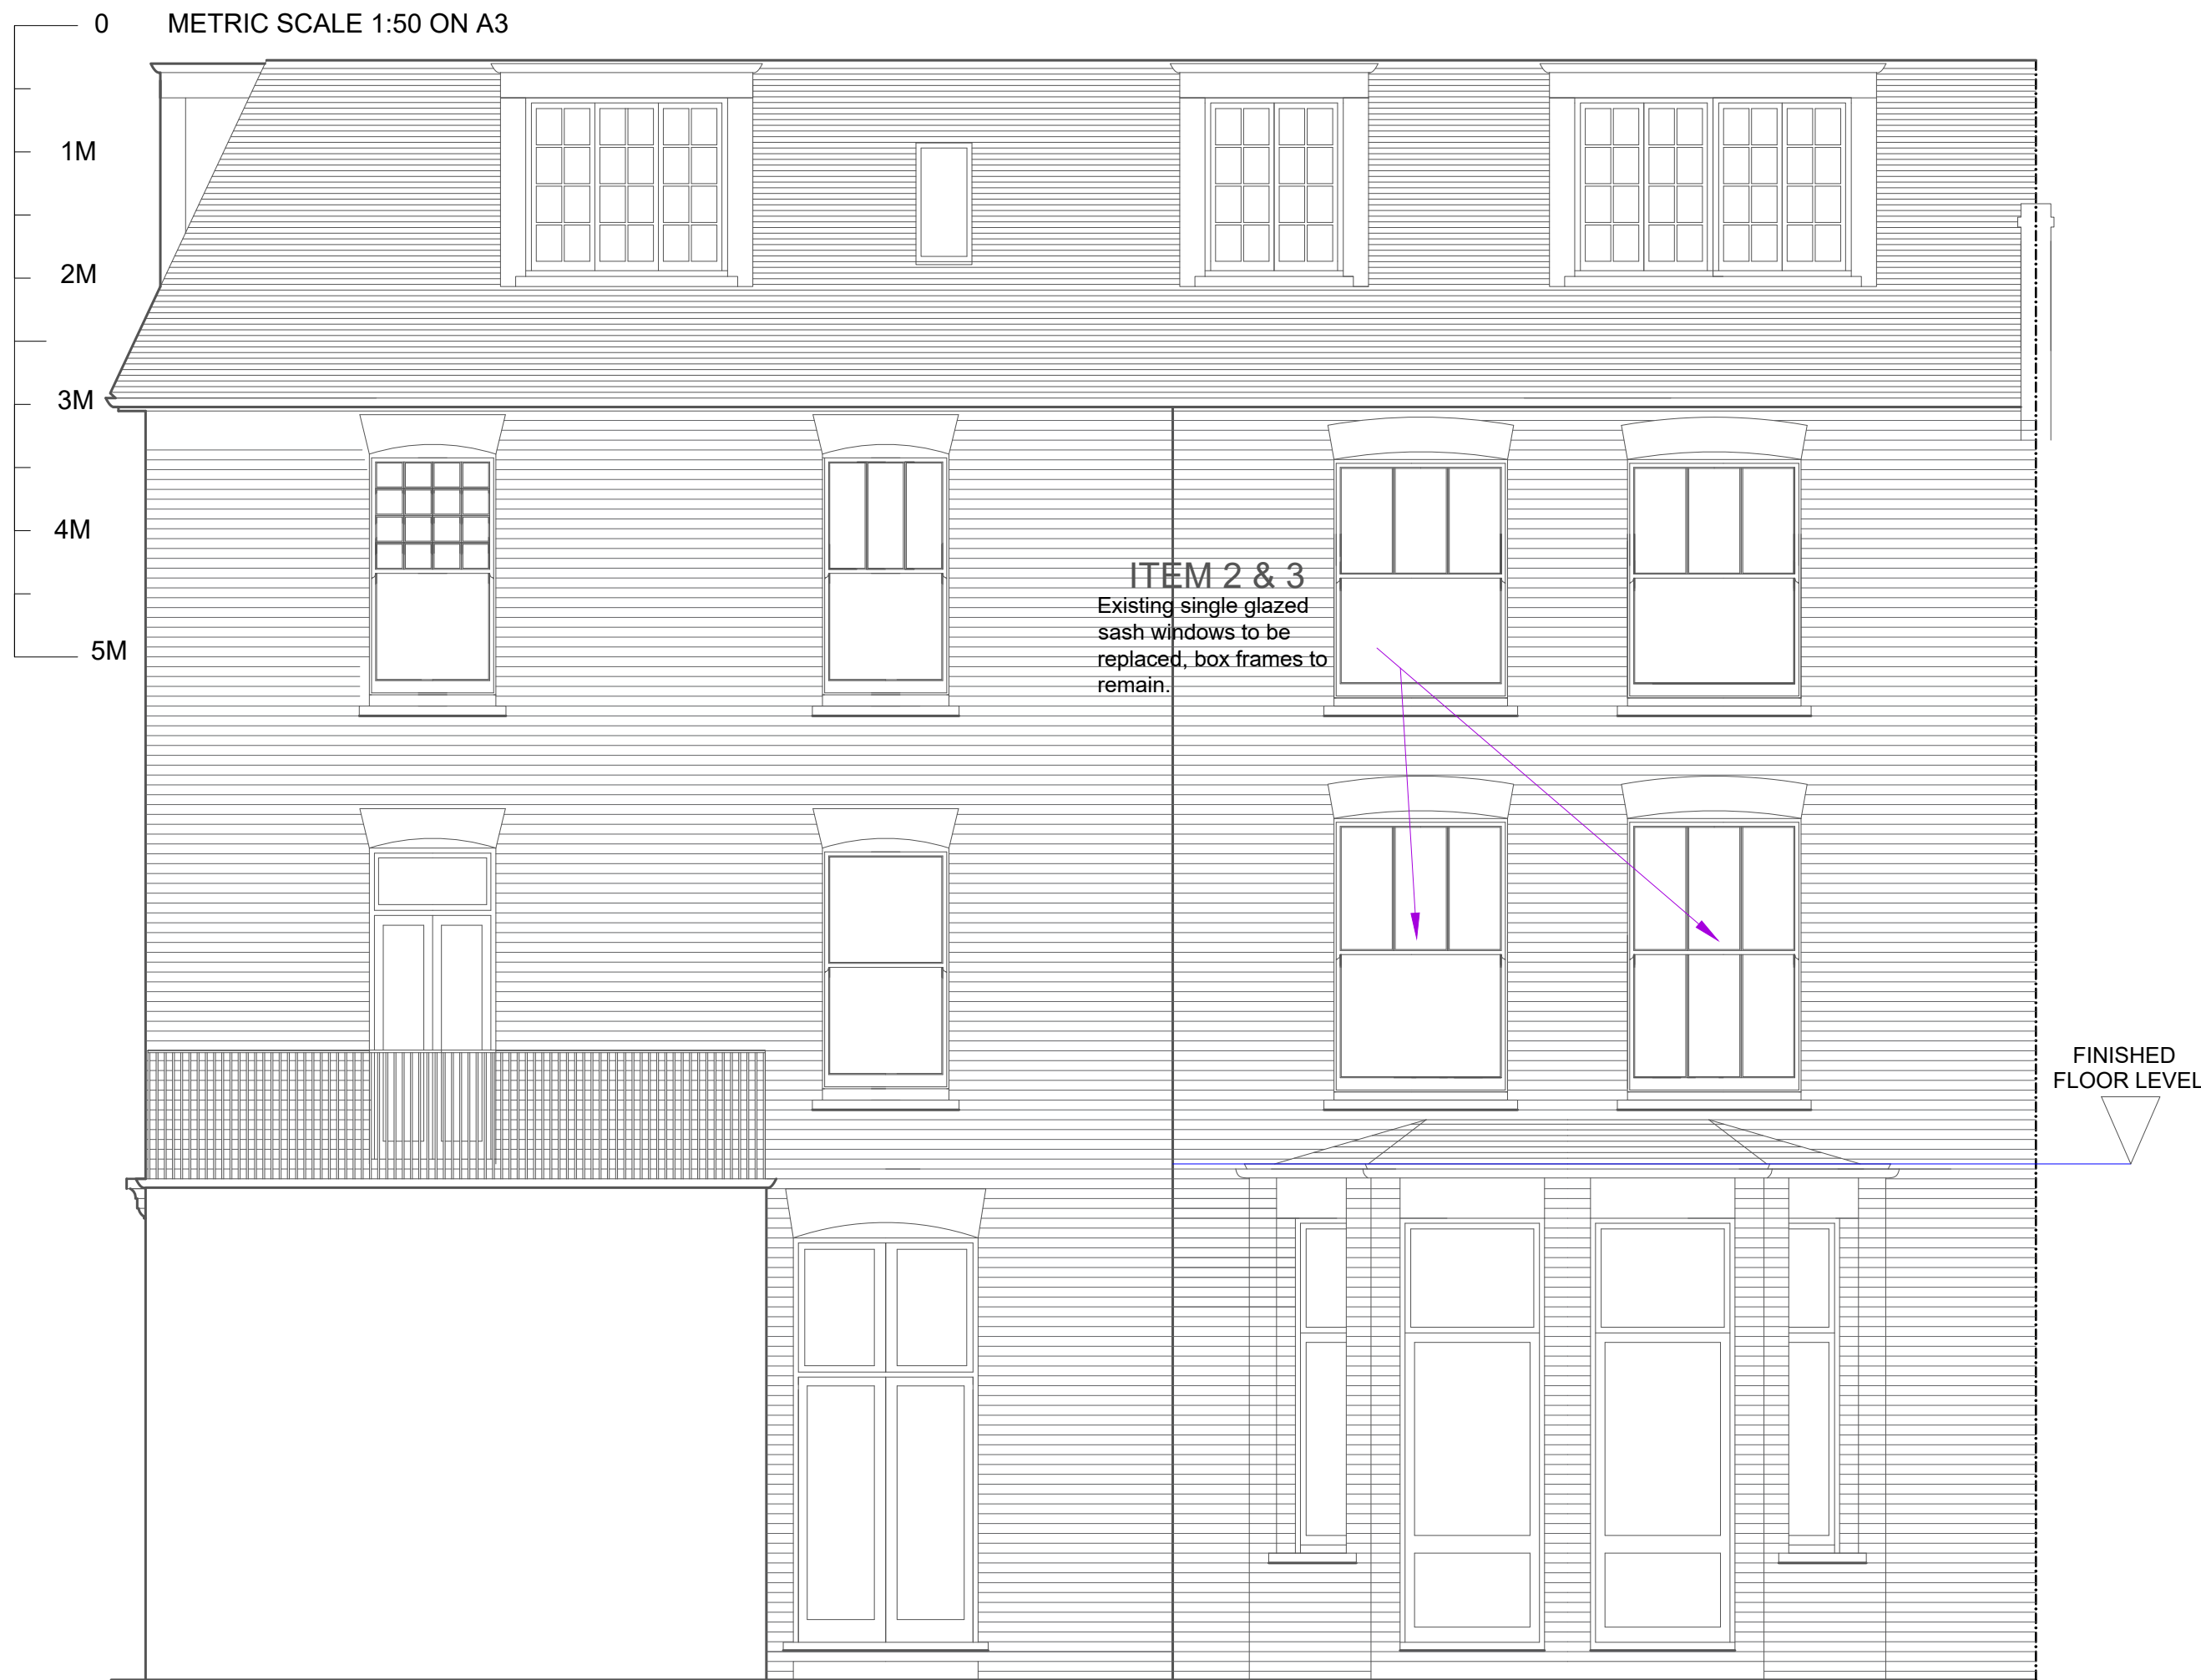 0 METRIC SCALE 1:50 ON A3
1M
2M
3M
4M
5M
ITEM 2 & 3
Existing single glazed
sash windows to be
replaced, box frames to
remain.
FINISHED
FLOOR LEVEL